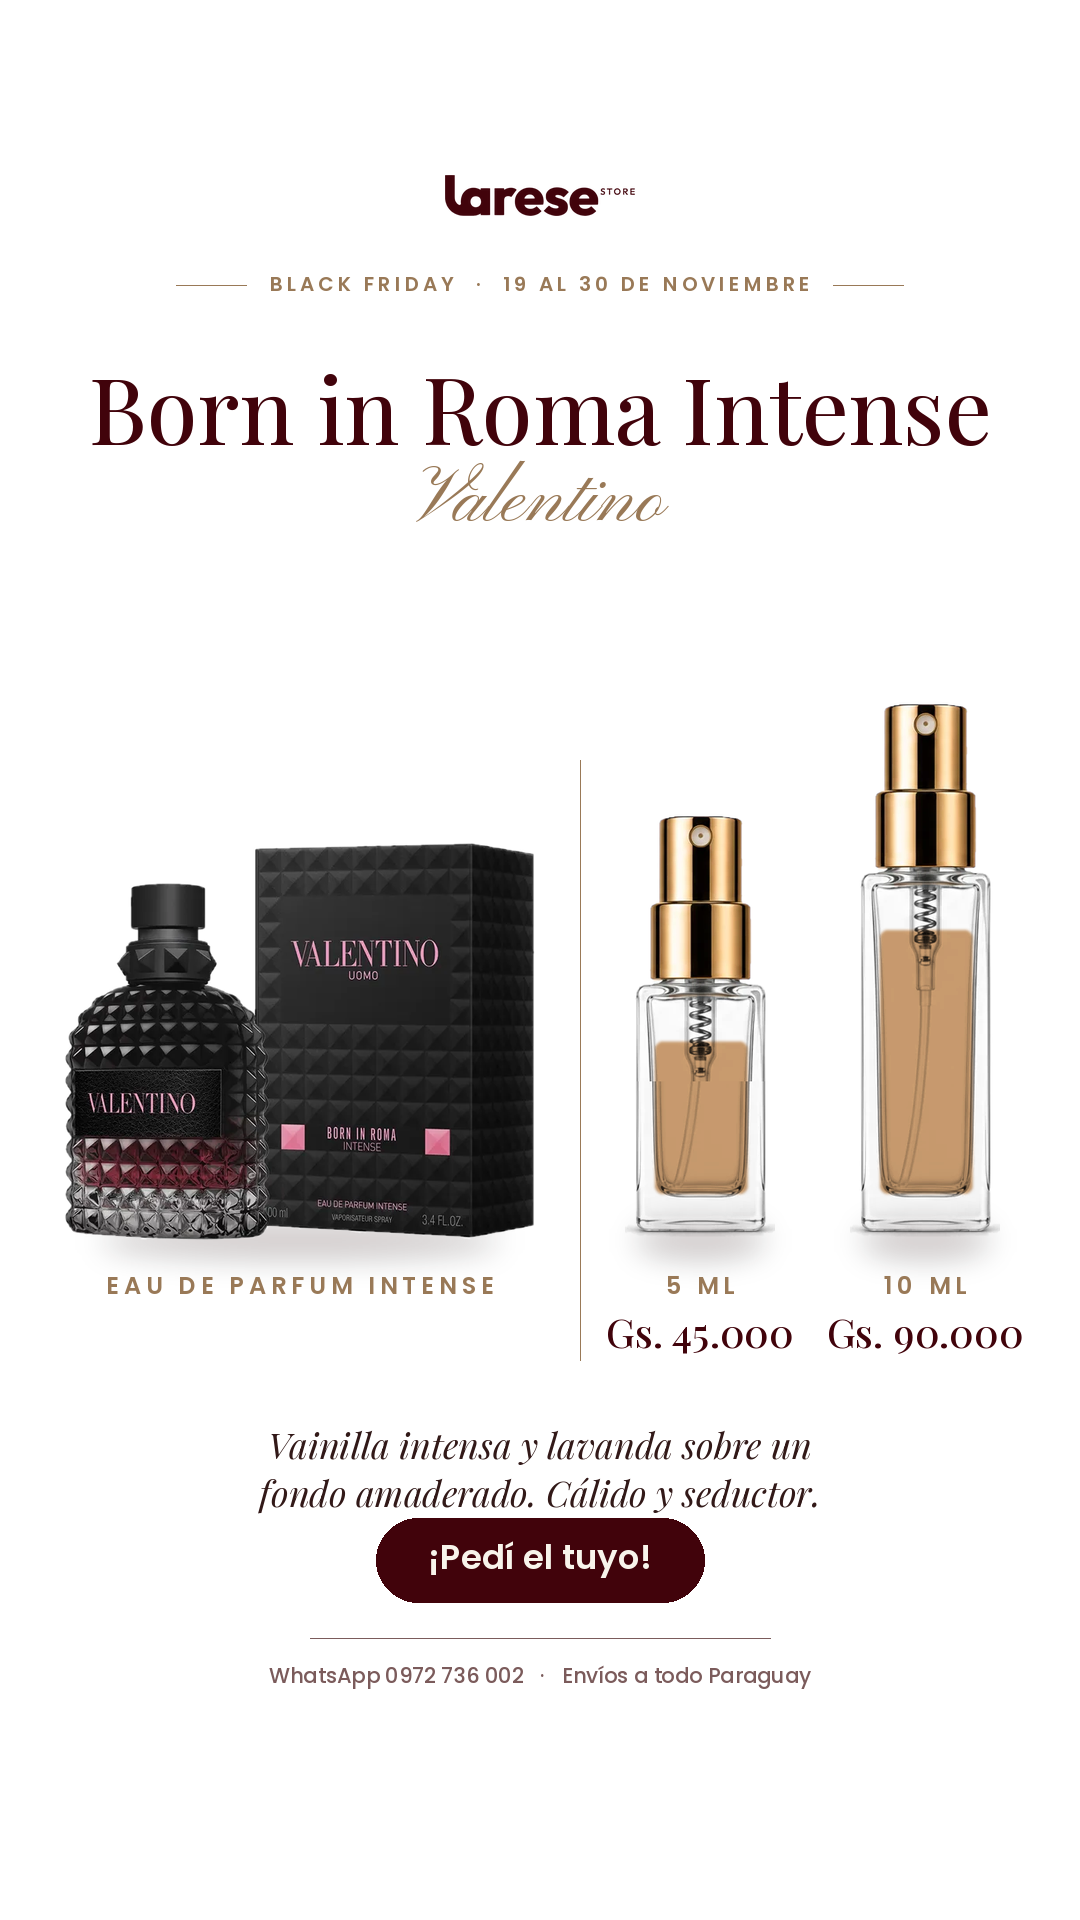 Larese STORE
BLACK FRIDAY · 19 AL 30 DE NOVIEMBRE
Born in Roma Intense
Valentino
VALENTINO
UOMO
VALENTINO
BORN IN ROMA
INTENSE
EAU DE PARFUM INTENSE
VAPORISATEUR SPRAY
3.4 FL.OZ.
EAU DE PARFUM INTENSE
5 ML
10 ML
Gs. 45.000
Gs. 90.000
Vainilla intensa y lavanda sobre un
fondo amaderado. Cálido y seductor.
¡Pedí el tuyo!
WhatsApp 0972 736 002 · Envíos a todo Paraguay